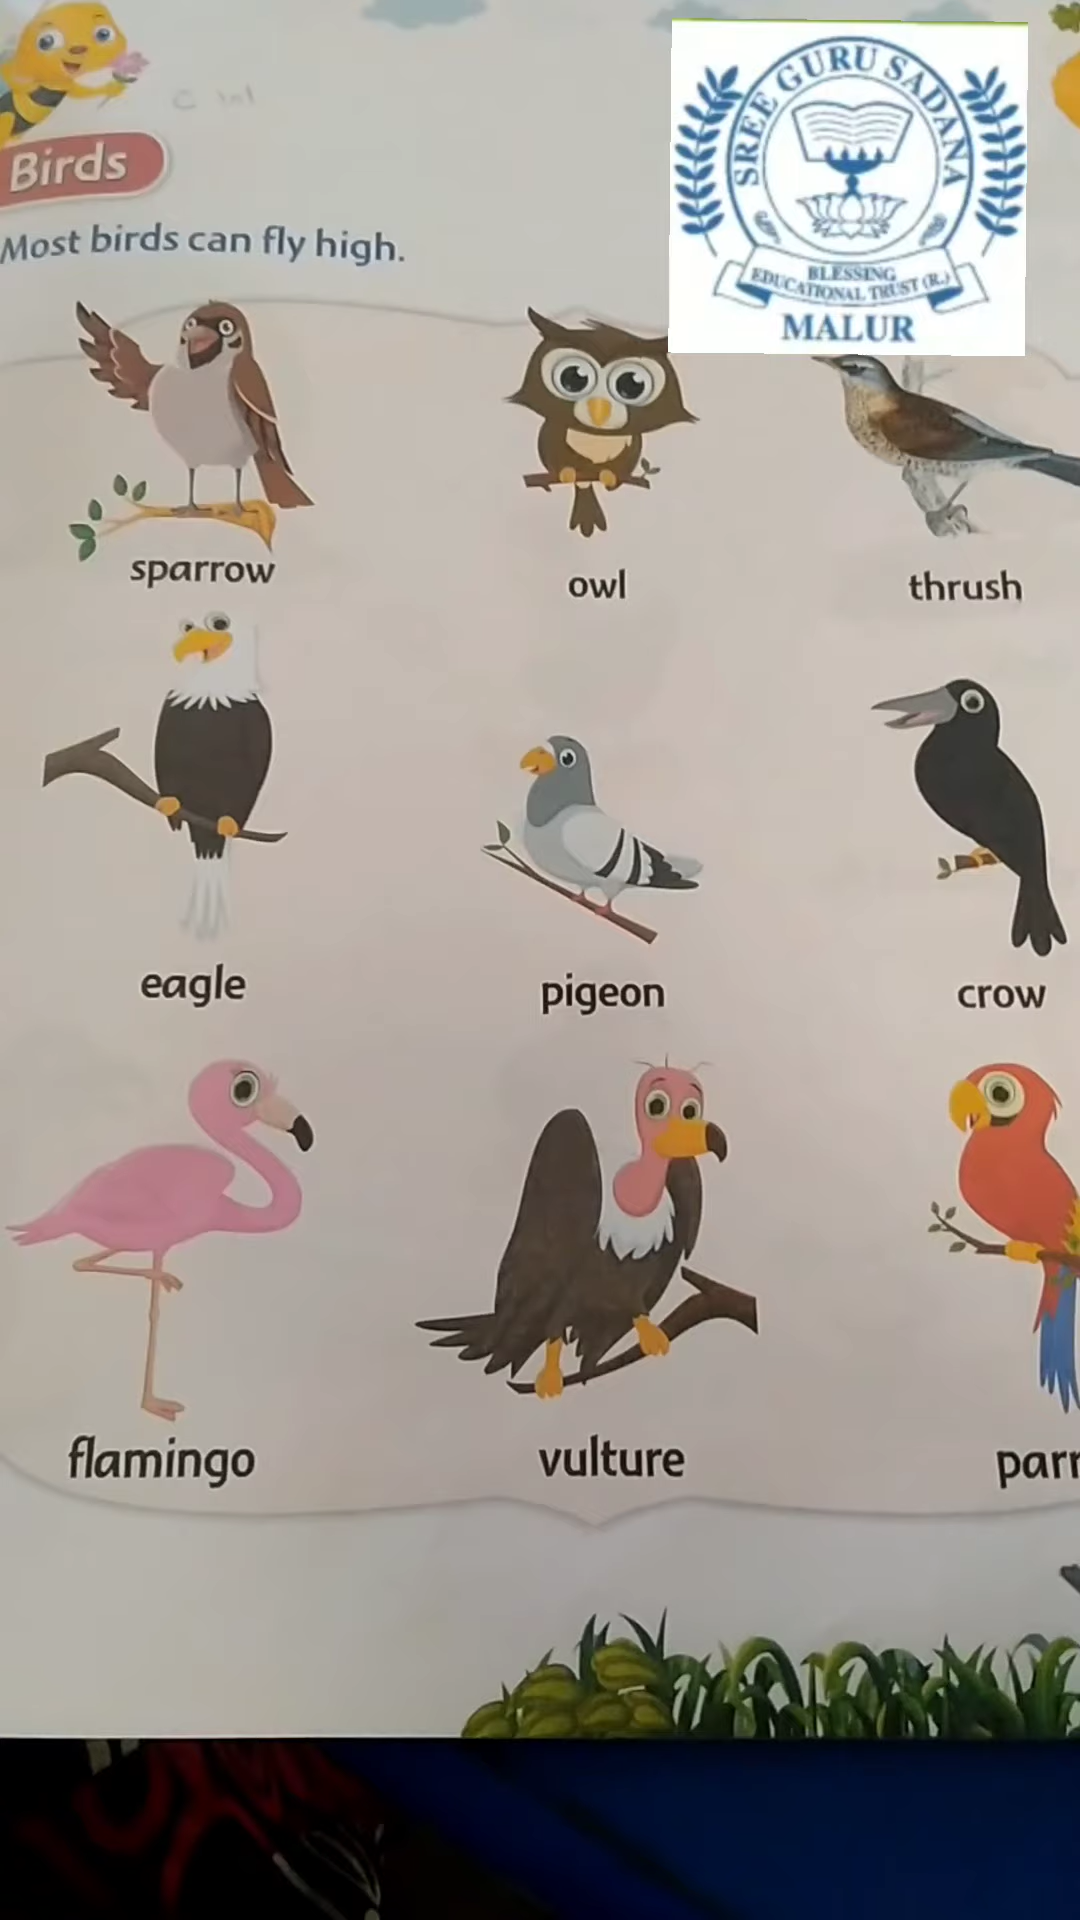 Birds
Most birds can fly high.
SREE GURU SADANA
BLESSING
EDUCATIONAL TRUST (R.)
MALUR
sparrow
owl
thrush
eagle
pigeon
crow
flamingo
vulture
parr